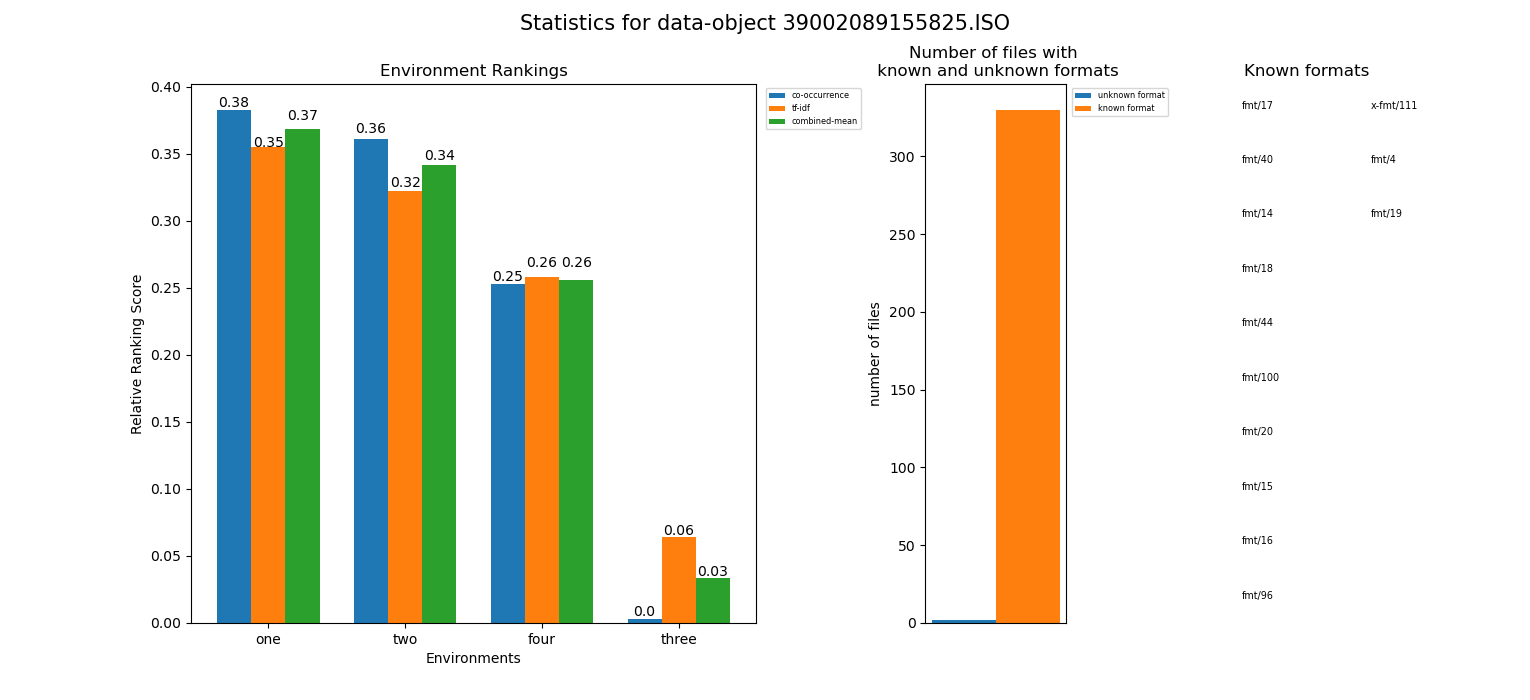 Statistics for data-object 39002089155825.ISO
Environment Rankings
0.40
0.35
0.30
0.25
0.20
0.15
0.10
0.05
0.00
Relative Ranking Score
0.38
0.35
0.37
0.36
0.32
0.34
0.25
0.26
0.26
0.0
0.06
0.03
one
two
four
three
Environments
co-occurrence
tf-idf
combined-mean
Number of files with
known and unknown formats
300
250
200
150
100
50
0
number of files
unknown format
known format
Known formats
fmt/17
fmt/40
fmt/14
fmt/18
fmt/44
fmt/100
fmt/20
fmt/15
fmt/16
fmt/96
x-fmt/111
fmt/4
fmt/19